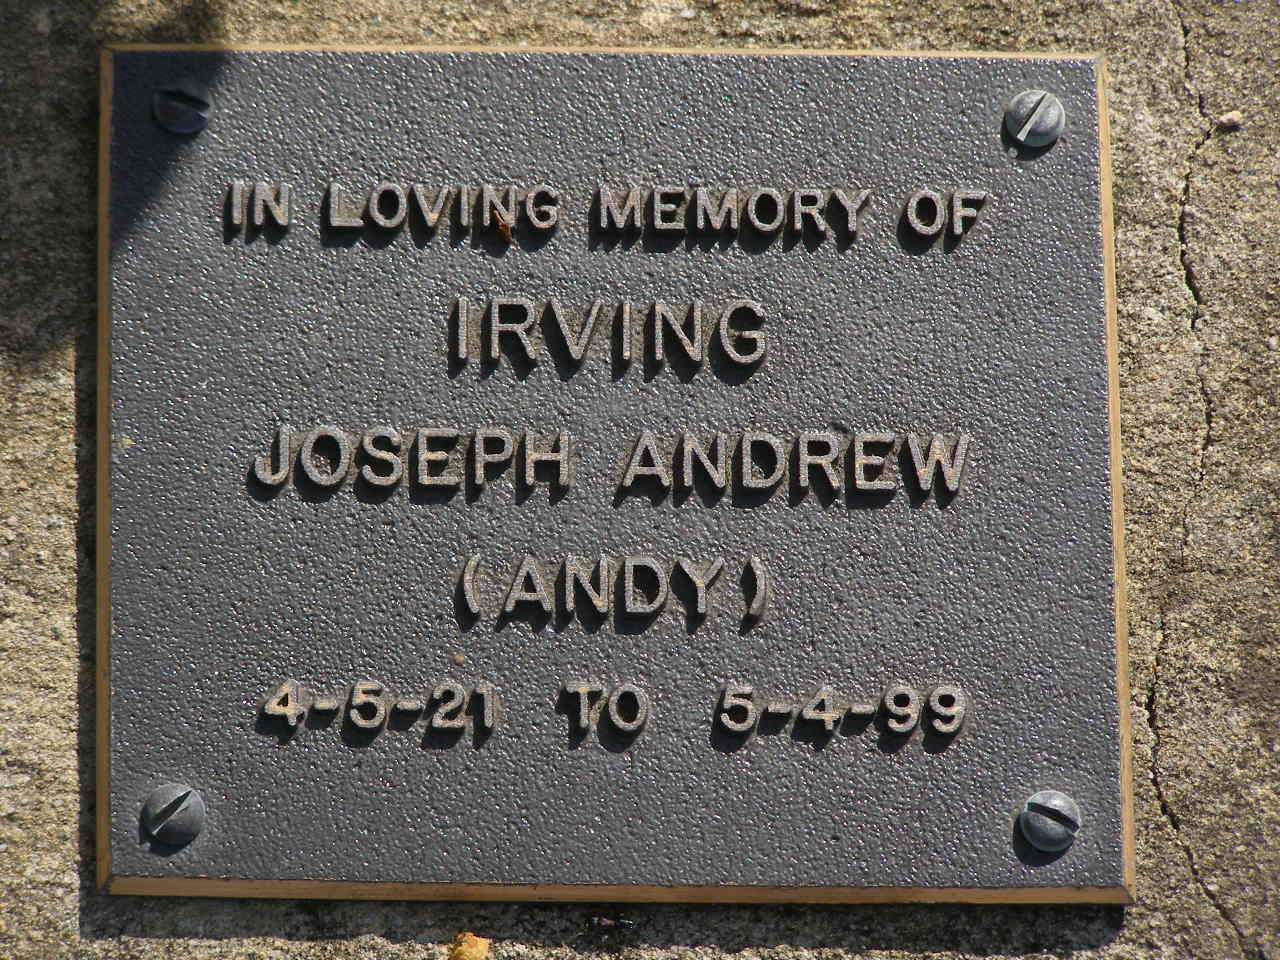 IN LOVING MEMORY OF
IRVING
JOSEPH ANDREW
(ANDY)
4-5-21 TO 5-4-99